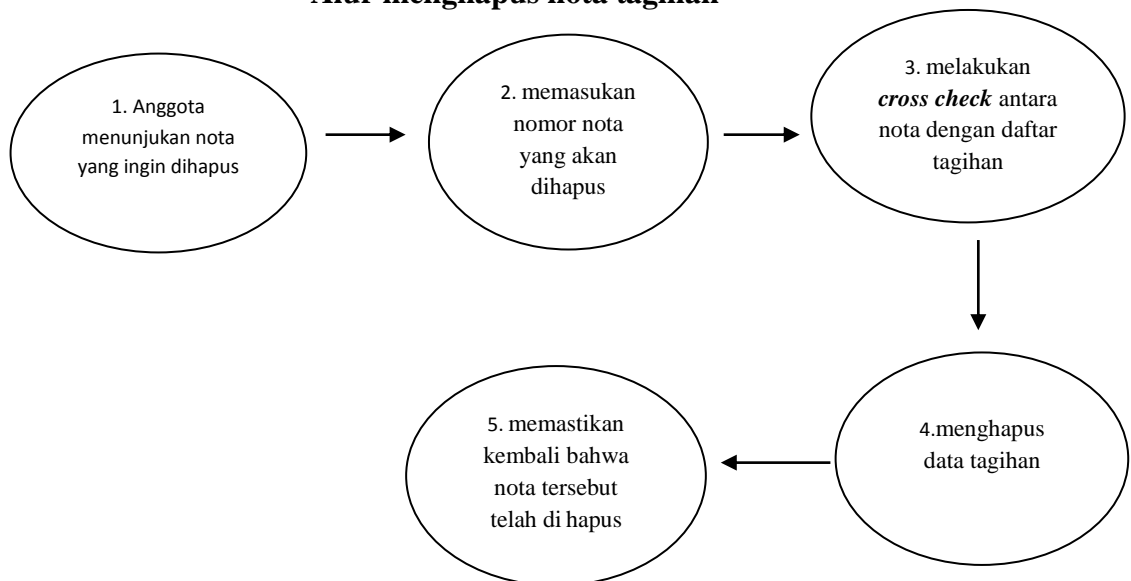 Alur menghapus nota tagihan
1. Anggota
menunjukan nota
yang ingin dihapus
2. memasukan
nomor nota
yang akan
dihapus
3. melakukan
cross check antara
nota dengan daftar
tagihan
4.menghapus
data tagihan
5. memastikan
kembali bahwa
nota tersebut
telah di hapus